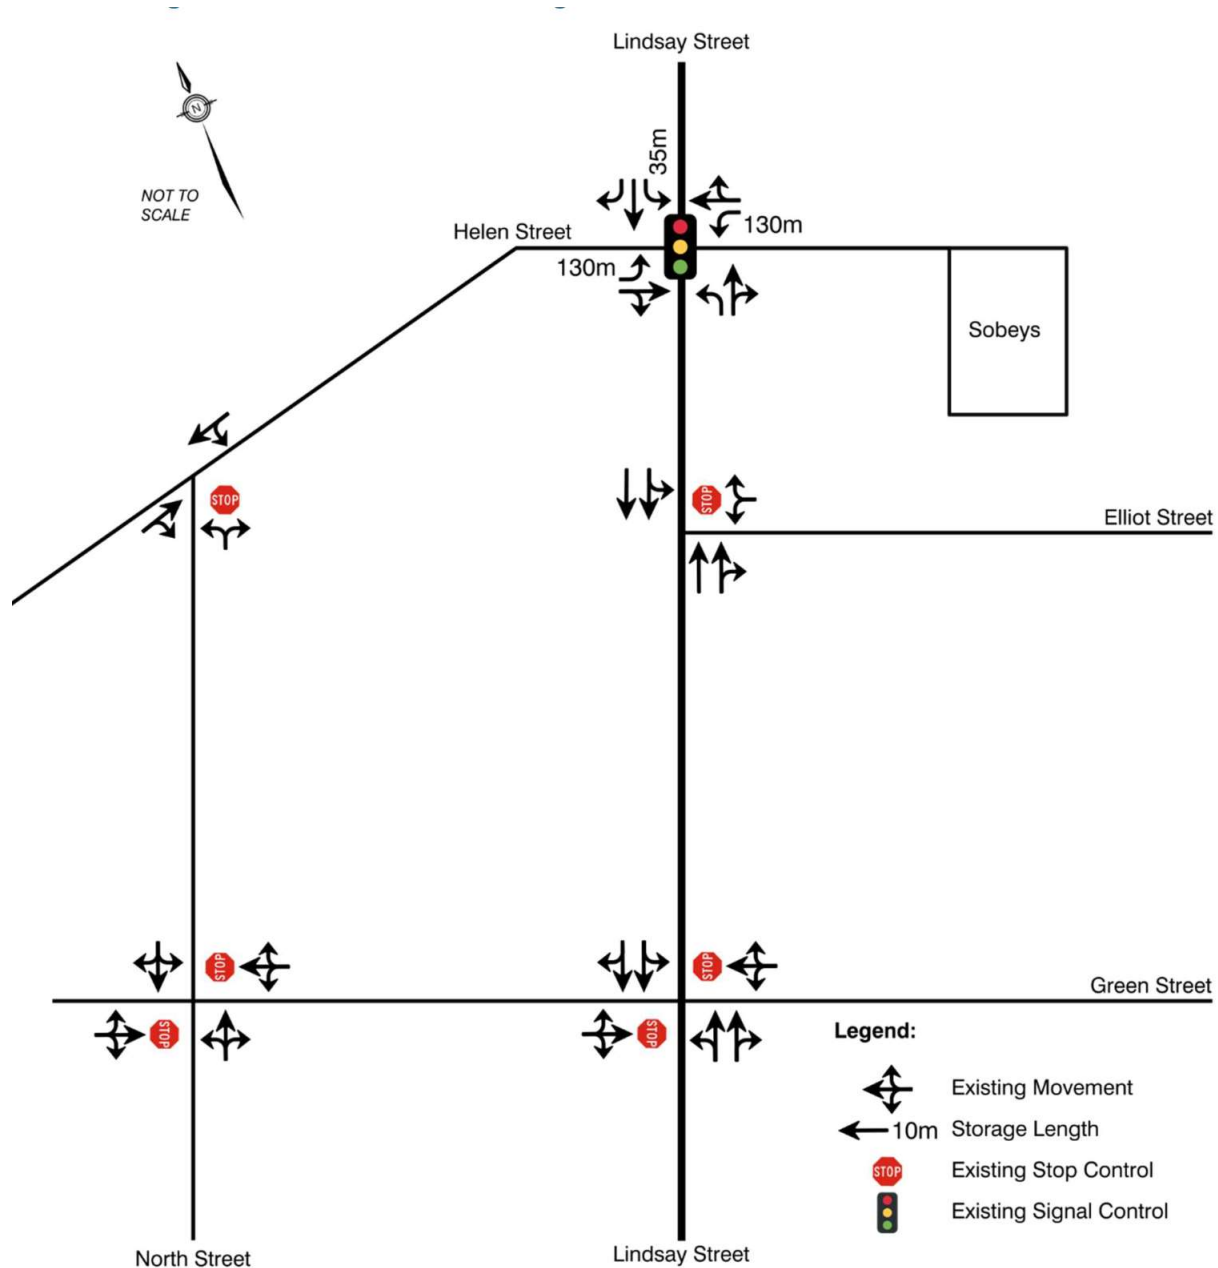 Lindsay Street
N
35m
NOT TO
SCALE
130m
Helen Street
130m
Sobeys
STOP
STOP
Elliot Street
STOP
STOP
Green Street
STOP
STOP
Legend:
Existing Movement
10m Storage Length
STOP Existing Stop Control
Existing Signal Control
North Street
Lindsay Street